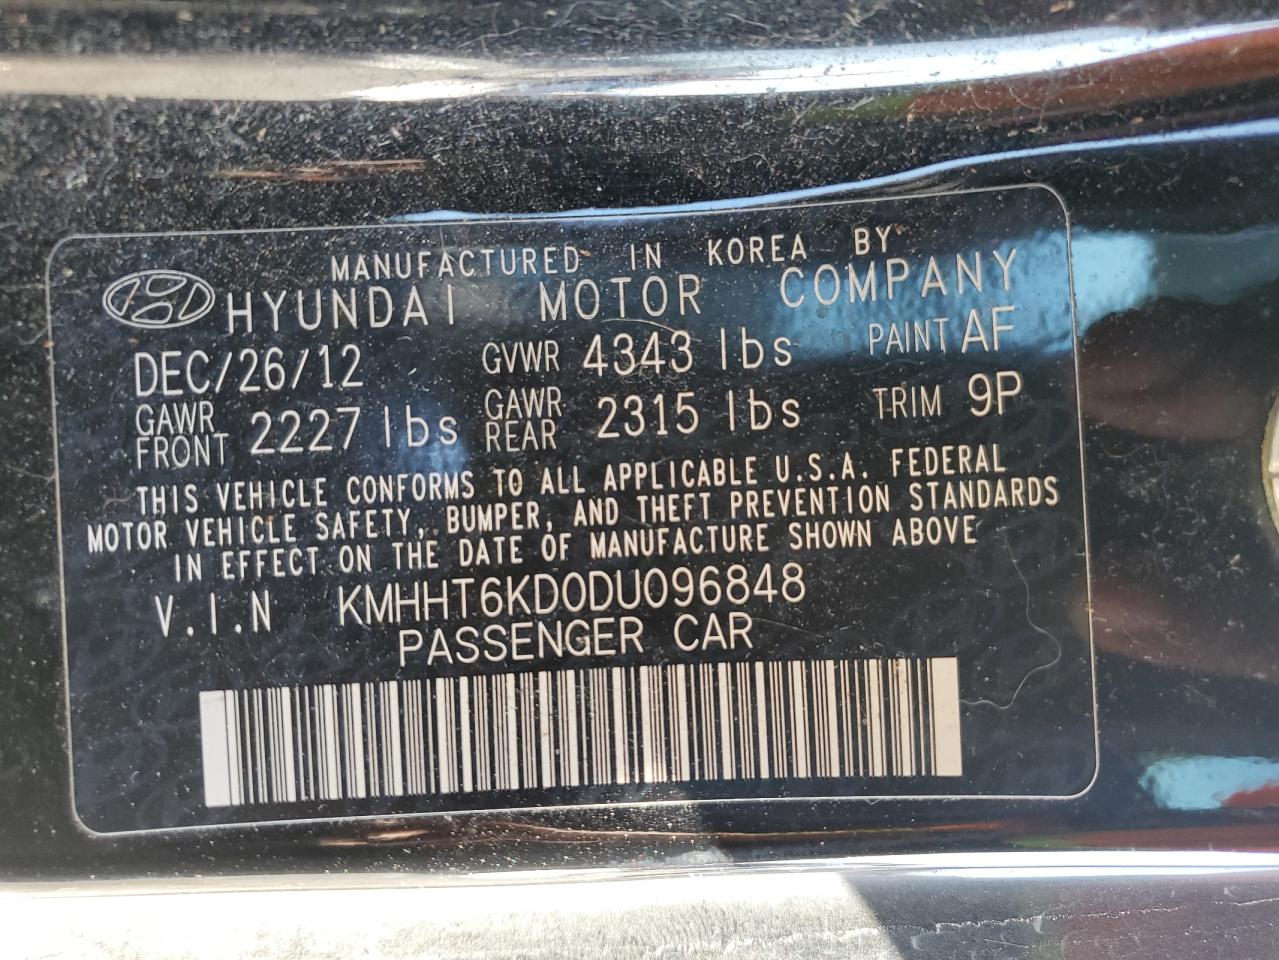 MANUFACTURED IN KOREA BY
HYUNDAI MOTOR COMPANY
DEC/26/12 GVWR 4343 lbs PAINT AF
GAWR FRONT 2227 lbs GAWR REAR 2315 lbs TRIM 9P
THIS VEHICLE CONFORMS TO ALL APPLICABLE U.S.A. FEDERAL
MOTOR VEHICLE SAFETY, BUMPER, AND THEFT PREVENTION STANDARDS
IN EFFECT ON THE DATE OF MANUFACTURE SHOWN ABOVE
V.I.N KMHHT6KD0DU096848
PASSENGER CAR